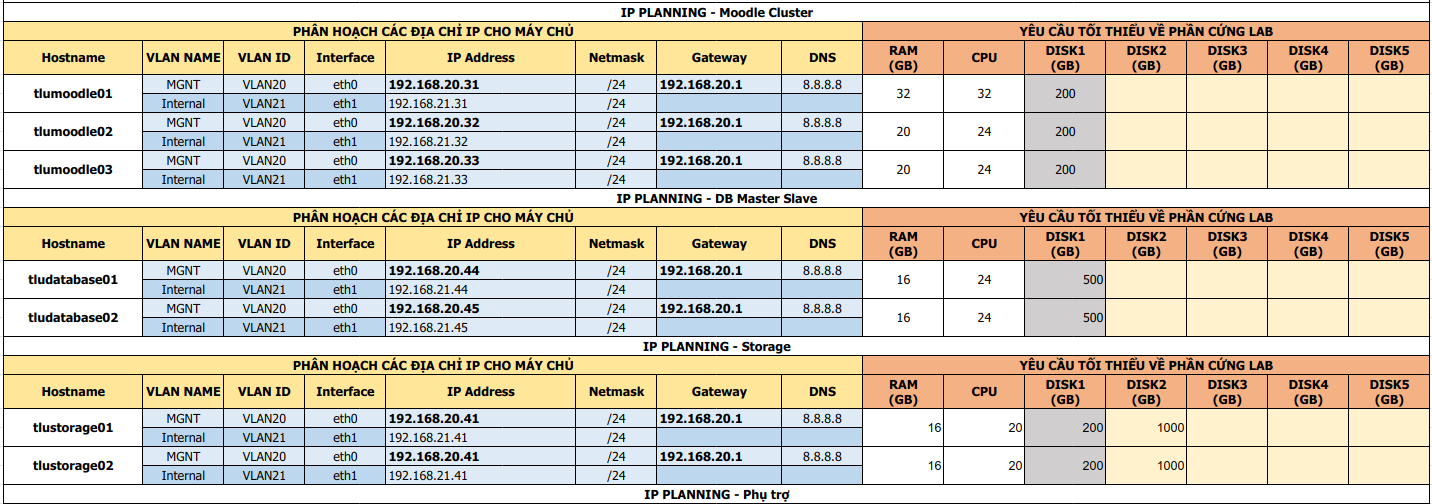 IP PLANNING - Moodle Cluster
PHÂN HOẠCH CÁC ĐỊA CHỈ IP CHO MÁY CHỦ YÊU CẦU TỐI THIỂU VỀ PHẦN CỨNG LAB
Hostname VLAN NAME VLAN ID Interface IP Address Netmask Gateway DNS RAM (GB) CPU DISK1 (GB) DISK2 (GB) DISK3 (GB) DISK4 (GB) DISK5 (GB)
tlumoodle01 MGNT VLAN20 eth0 192.168.20.31 /24 192.168.20.1 8.8.8.8 32 32 200
Internal VLAN21 eth1 192.168.21.31 /24
tlumoodle02 MGNT VLAN20 eth0 192.168.20.32 /24 192.168.20.1 8.8.8.8 20 24 200
Internal VLAN21 eth1 192.168.21.32 /24
tlumoodle03 MGNT VLAN20 eth0 192.168.20.33 /24 192.168.20.1 8.8.8.8 20 24 200
Internal VLAN21 eth1 192.168.21.33 /24
IP PLANNING - DB Master Slave
PHÂN HOẠCH CÁC ĐỊA CHỈ IP CHO MÁY CHỦ YÊU CẦU TỐI THIỂU VỀ PHẦN CỨNG LAB
Hostname VLAN NAME VLAN ID Interface IP Address Netmask Gateway DNS RAM (GB) CPU DISK1 (GB) DISK2 (GB) DISK3 (GB) DISK4 (GB) DISK5 (GB)
tludatabase01 MGNT VLAN20 eth0 192.168.20.44 /24 192.168.20.1 8.8.8.8 16 24 500
Internal VLAN21 eth1 192.168.21.44 /24
tludatabase02 MGNT VLAN20 eth0 192.168.20.45 /24 192.168.20.1 8.8.8.8 16 24 500
Internal VLAN21 eth1 192.168.21.45 /24
IP PLANNING - Storage
PHÂN HOẠCH CÁC ĐỊA CHỈ IP CHO MÁY CHỦ YÊU CẦU TỐI THIỂU VỀ PHẦN CỨNG LAB
Hostname VLAN NAME VLAN ID Interface IP Address Netmask Gateway DNS RAM (GB) CPU DISK1 (GB) DISK2 (GB) DISK3 (GB) DISK4 (GB) DISK5 (GB)
tlustorage01 MGNT VLAN20 eth0 192.168.20.41 /24 192.168.20.1 8.8.8.8 16 20 200 1000
Internal VLAN21 eth1 192.168.21.41 /24
tlustorage02 MGNT VLAN20 eth0 192.168.20.41 /24 192.168.20.1 8.8.8.8 16 20 200 1000
Internal VLAN21 eth1 192.168.21.41 /24
IP PLANNING - Phụ trợ